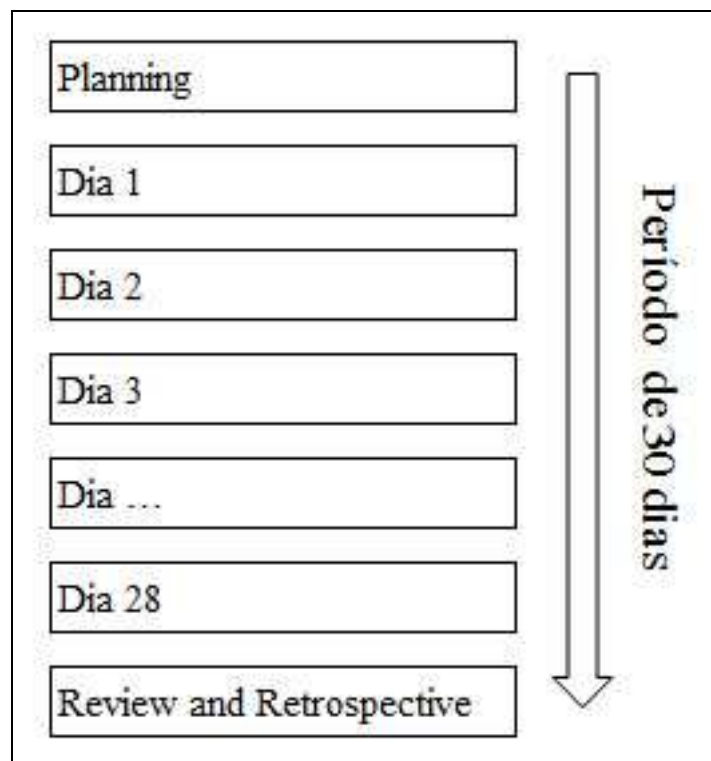 Planning
Dia 1
Dia 2
Dia 3
Dia ...
Dia 28
Review and Retrospective
Período de 30 dias